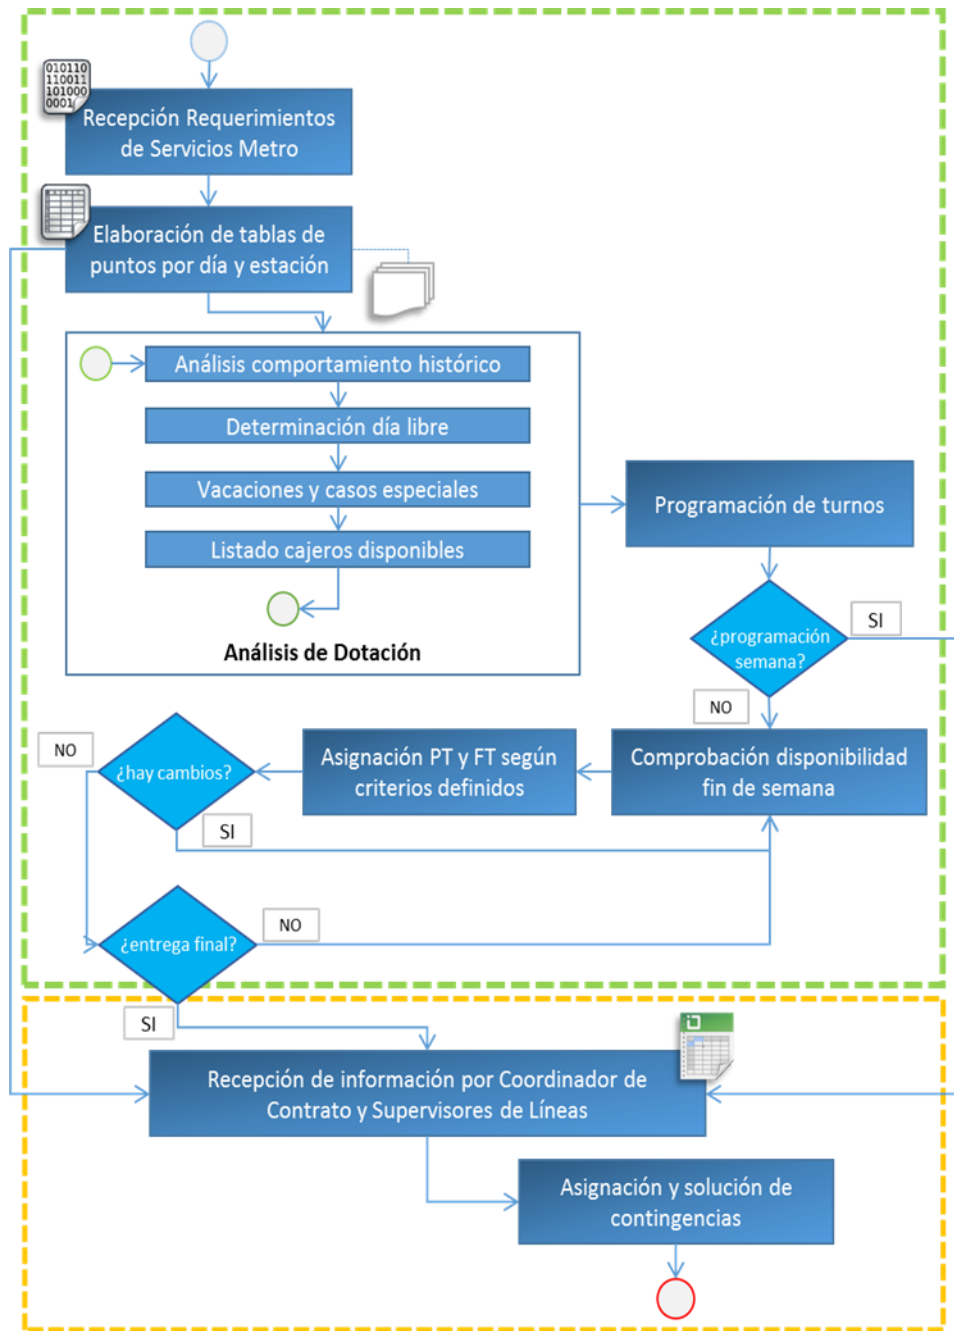 010110
110011
101000
0001
Recepción Requerimientos
de Servicios Metro
Elaboración de tablas de
puntos por día y estación
Análisis comportamiento histórico
Determinación día libre
Vacaciones y casos especiales
Listado cajeros disponibles
Análisis de Dotación
Programación de turnos
¿programación
semana?
SI
NO
Comprobación disponibilidad
fin de semana
Asignación PT y FT según
criterios definidos
¿hay cambios?
NO
SI
¿entrega final?
NO
SI
Recepción de información por Coordinador de
Contrato y Supervisores de Líneas
Asignación y solución de
contingencias